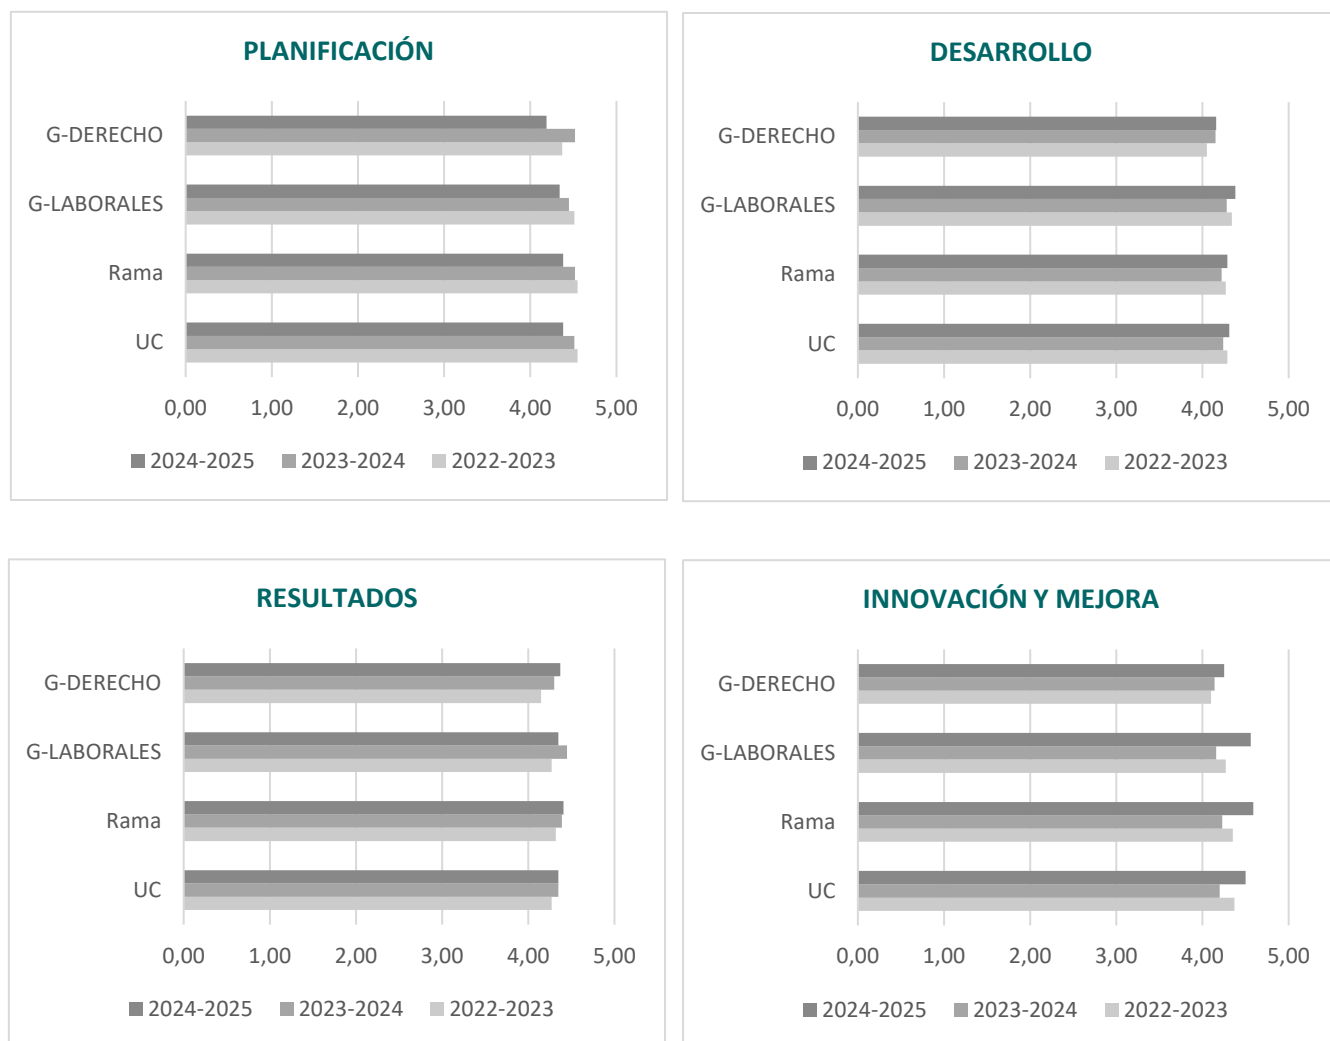 PLANIFICACIÓN
G-DERECHO
G-LABORALES
Rama
UC
0,00 1,00 2,00 3,00 4,00 5,00
2024-2025 2023-2024 2022-2023
DESARROLLO
G-DERECHO
G-LABORALES
Rama
UC
0,00 1,00 2,00 3,00 4,00 5,00
2024-2025 2023-2024 2022-2023
RESULTADOS
G-DERECHO
G-LABORALES
Rama
UC
0,00 1,00 2,00 3,00 4,00 5,00
2024-2025 2023-2024 2022-2023
INNOVACIÓN Y MEJORA
G-DERECHO
G-LABORALES
Rama
UC
0,00 1,00 2,00 3,00 4,00 5,00
2024-2025 2023-2024 2022-2023